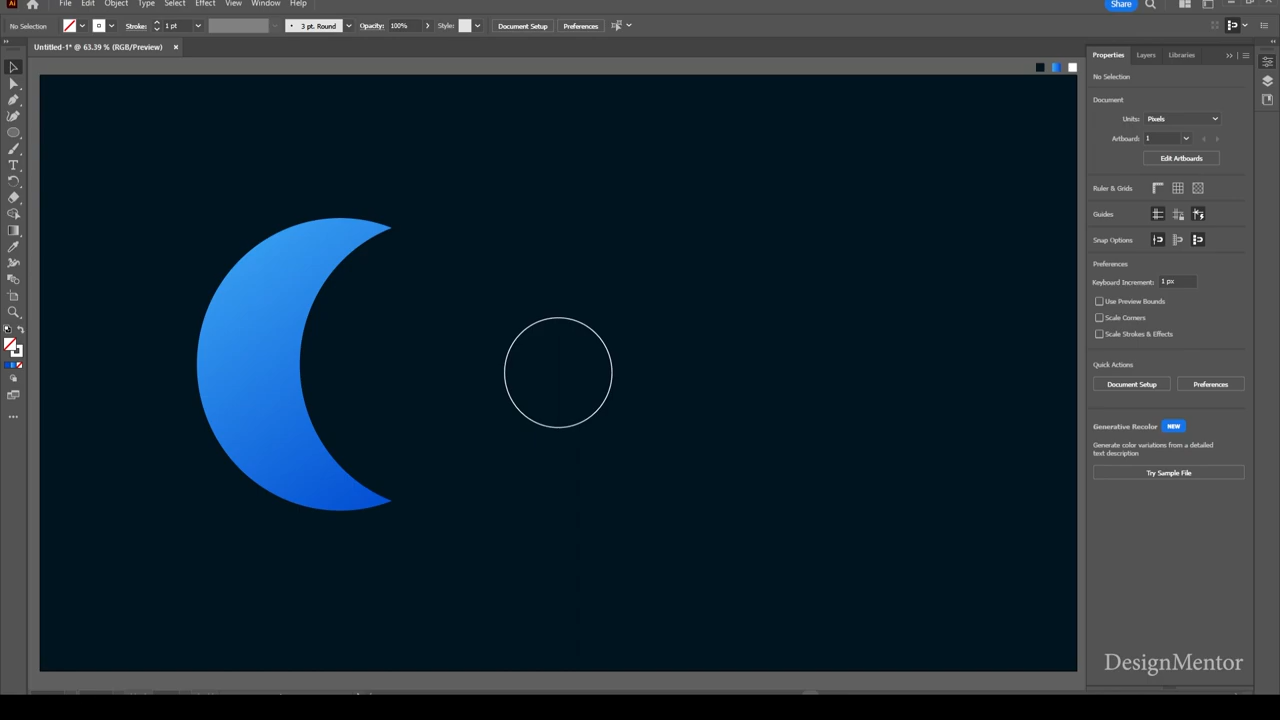 Ai File Edit Object Type Select Effect View Window Help Share
No Selection Stroke: 1 pt 3 pt. Round Opacity: 100% Style: Document Setup Preferences
Untitled-1* @ 63.39 % (RGB/Preview) ×
Properties Layers Libraries
No Selection
Document
Units: Pixels
Artboard: 1
Edit Artboards
Ruler & Grids
Guides
Snap Options
Preferences
Keyboard Increment: 1 px
Use Preview Bounds
Scale Corners
Scale Strokes & Effects
Quick Actions
Document Setup Preferences
Generative Recolor NEW
Generate color variations from a detailed
text description
Try Sample File
DesignMentor